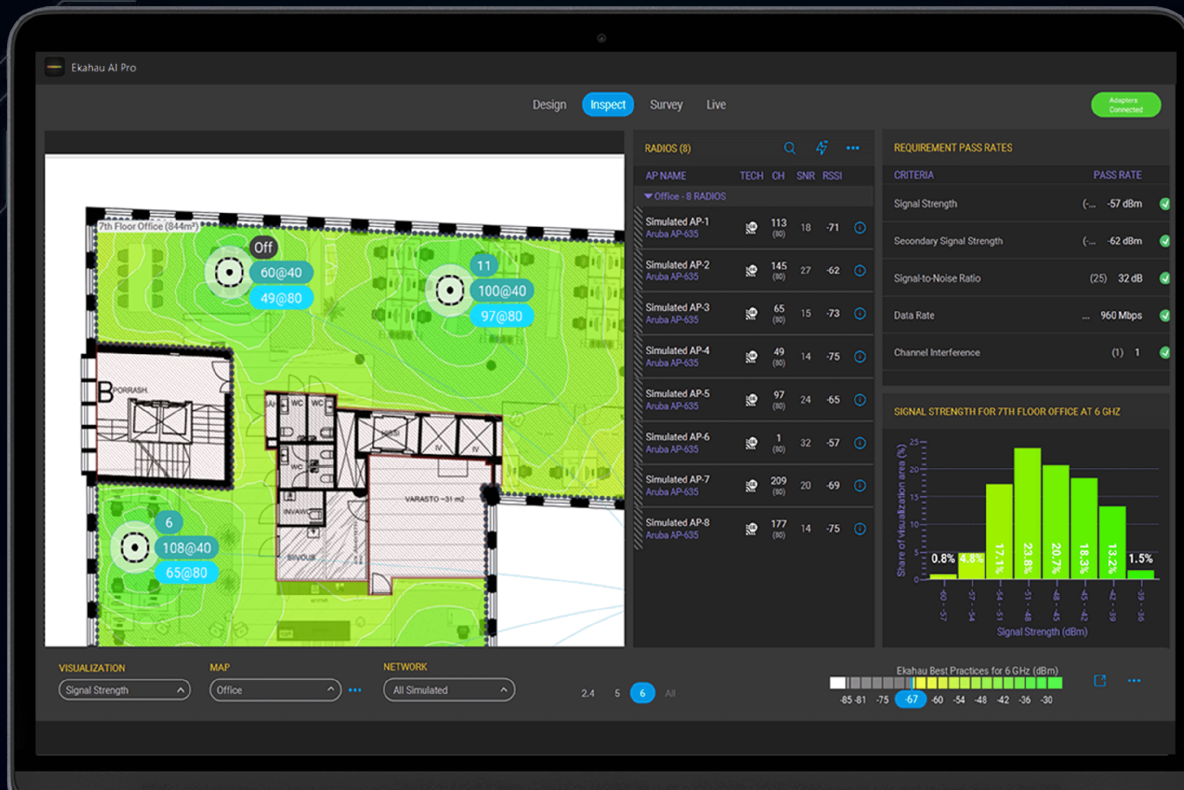 Ekahau AI Pro
Design Inspect Survey Live
Adapters
Connected
7th Floor Office (844m²)
Off
60@40
49@80
11
100@40
97@80
B
PORRASH.
WC WC
WC
IV IV
VARASTO ~31 m2
6
108@40
65@80
RADIOS (8)
AP NAME TECH CH SNR RSSI
Office - 8 RADIOS
Simulated AP-1 113 18 -71
Aruba AP-635 (80)
Simulated AP-2 145 27 -62
Aruba AP-635 (80)
Simulated AP-3 65 15 -73
Aruba AP-635 (80)
Simulated AP-4 49 14 -75
Aruba AP-635 (80)
Simulated AP-5 97 24 -65
Aruba AP-635 (80)
Simulated AP-6 1 32 -57
Aruba AP-635 (80)
Simulated AP-7 209 20 -69
Aruba AP-635 (80)
Simulated AP-8 177 14 -75
Aruba AP-635 (80)
REQUIREMENT PASS RATES
CRITERIA PASS RATE
Signal Strength (-... -57 dBm
Secondary Signal Strength (-... -62 dBm
Signal-to-Noise Ratio (25) 32 dB
Data Rate ... 960 Mbps
Channel Interference (1) 1
SIGNAL STRENGTH FOR 7TH FLOOR OFFICE AT 6 GHZ
Share of visualization area (%)
25
20
15
10
5
0
0.8% 4.8% 17.1% 23.8% 20.7% 18.3% 13.2% 1.5%
-60 - -57 -57 - -54 -54 - -51 -51 - -48 -48 - -45 -45 - -42 -42 - -39 -39 - -36
Signal Strength (dBm)
VISUALIZATION
Signal Strength
MAP
Office
NETWORK
All Simulated
2.4 5 6 All
Ekahau Best Practices for 6 GHz (dBm)
-85 -81 -75 -67 -60 -54 -48 -42 -36 -30